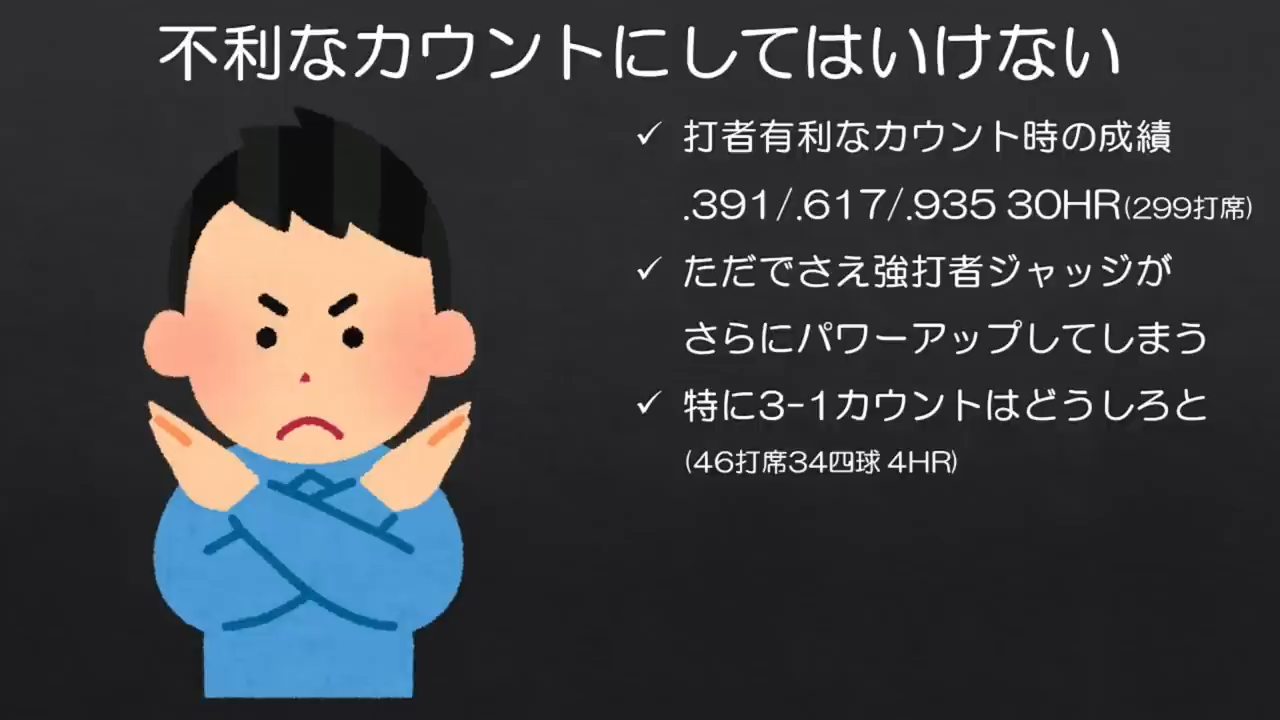 不利なカウントにしてはいけない
✓ 打者有利なカウント時の成績
.391/.617/.935 30HR(299打席)
✓ ただでさえ強打者ジャッジが
さらにパワーアップしてしまう
✓ 特に3-1カウントはどうしろと
(46打席34四球 4HR)